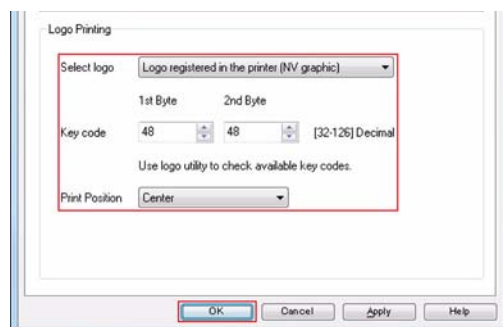 Logo Printing
Select logo Logo registered in the printer (NV graphic)
1st Byte 2nd Byte
Key code 48 48 [32-126] Decimal
Use logo utility to check available key codes.
Print Position Center
OK Cancel Apply Help